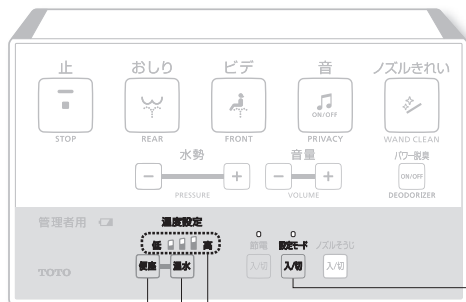 止 おしり ビデ 音 ノズルきれい
ON/OFF
STOP REAR FRONT PRIVACY WAND CLEAN
水勢 音量 パワー脱臭
− + − + ON/OFF
PRESSURE VOLUME DEODORIZER
管理者用 温度設定
低 高 節電 設定モード ノズルそうじ
便座 温水 入/切 入/切 入/切
TOTO